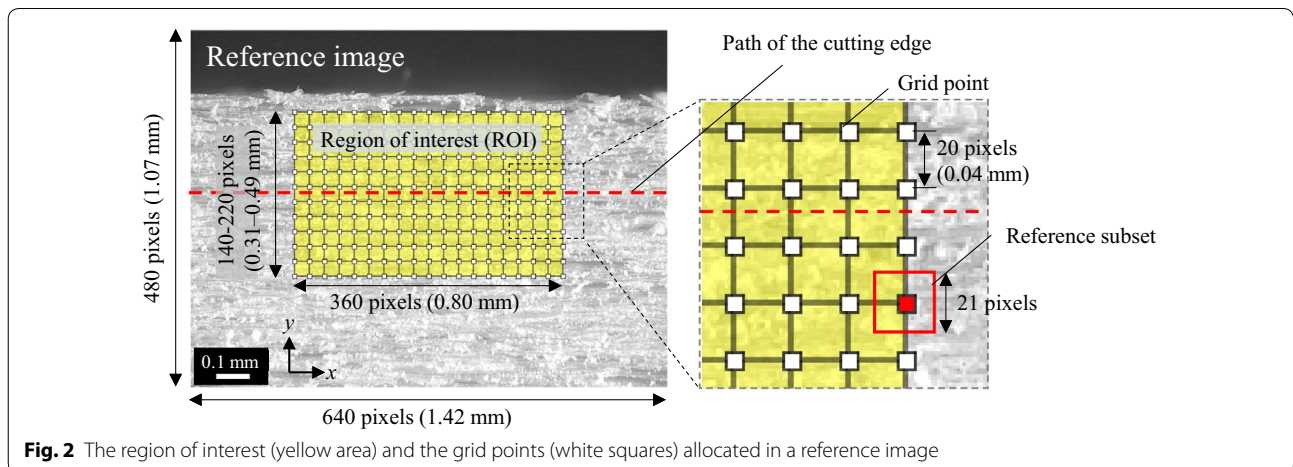 Reference image
Path of the cutting edge
Grid point
Region of interest (ROI)
480 pixels (1.07 mm)
140-220 pixels
(0.31–0.49 mm)
20 pixels
(0.04 mm)
Reference subset
21 pixels
360 pixels (0.80 mm)
y
x
0.1 mm
640 pixels (1.42 mm)
Fig. 2 The region of interest (yellow area) and the grid points (white squares) allocated in a reference image